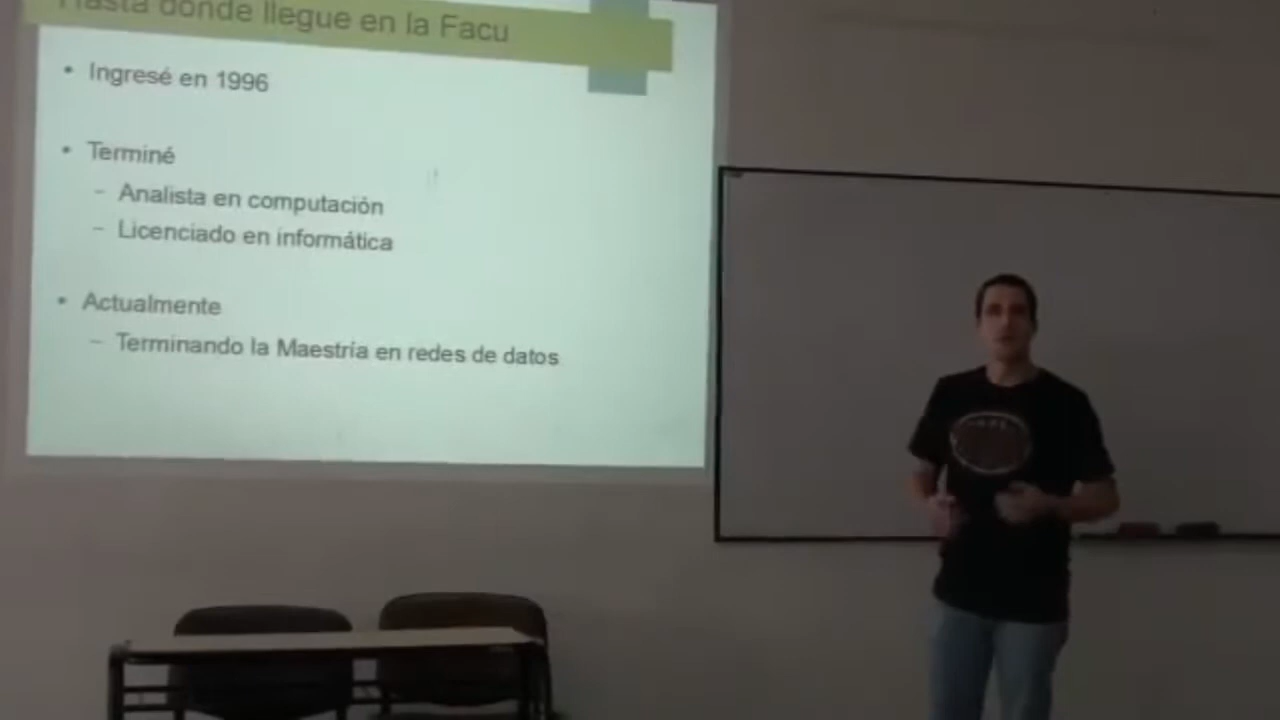 Hasta donde llegue en la Facu
• Ingresé en 1996
• Terminé
– Analista en computación
– Licenciado en informática
• Actualmente
– Terminando la Maestría en redes de datos